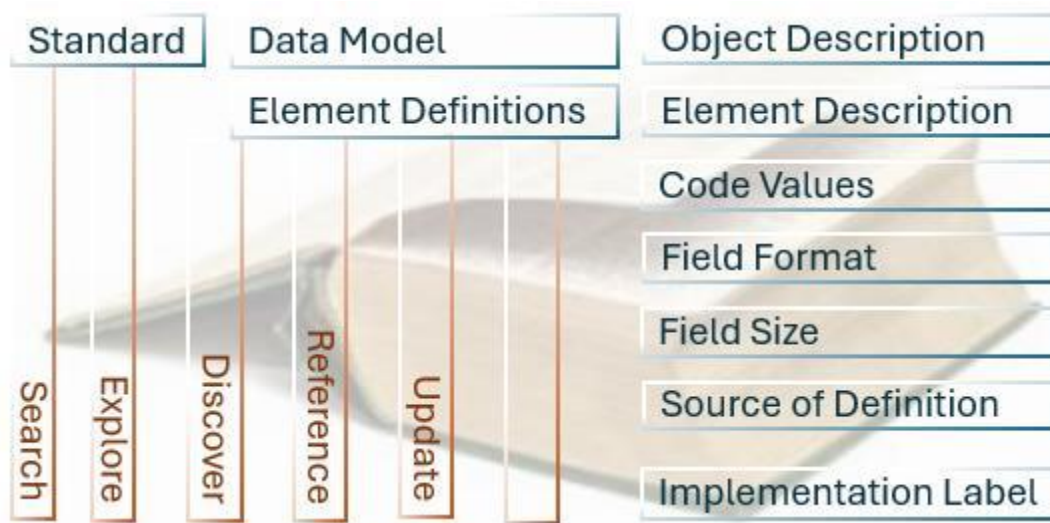 Standard
Data Model
Object Description
Element Definitions
Element Description
Code Values
Field Format
Field Size
Source of Definition
Implementation Label
Search
Explore
Discover
Reference
Update